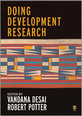 DOING
DEVELOPMENT
RESEARCH
EDITED BY
VANDANA DESAI
ROBERT POTTER